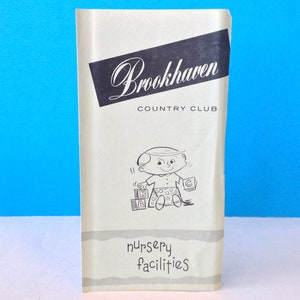 Brookhaven
COUNTRY CLUB
nursery
facilities